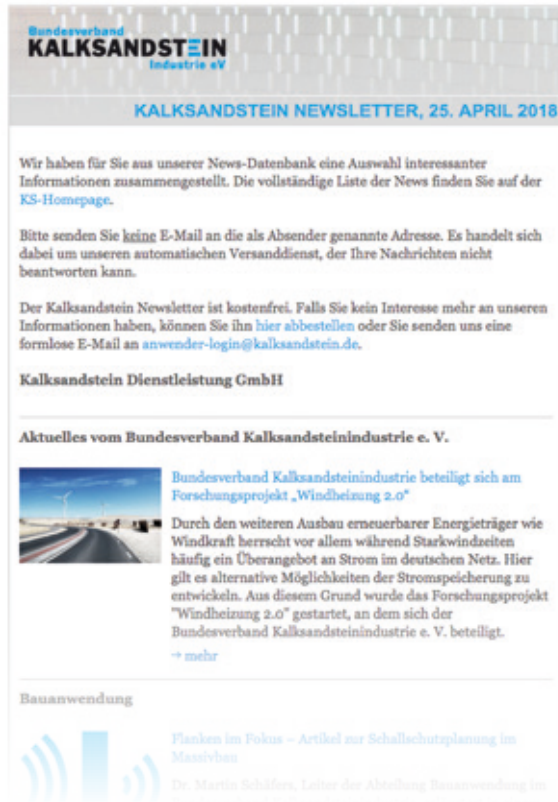 Bundesverband
KALKSANDSTEIN
Industrie eV
KALKSANDSTEIN NEWSLETTER, 25. APRIL 2018
Wir haben für Sie aus unserer News-Datenbank eine Auswahl interessanter
Informationen zusammengestellt. Die vollständige Liste der News finden Sie auf der
KS-Homepage.
Bitte senden Sie keine E-Mail an die als Absender genannte Adresse. Es handelt sich
dabei um unseren automatischen Versanddienst, der Ihre Nachrichten nicht
beantworten kann.
Der Kalksandstein Newsletter ist kostenfrei. Falls Sie kein Interesse mehr an unseren
Informationen haben, können Sie ihn hier abbestellen oder Sie senden uns eine
formlose E-Mail an anwender-login@kalksandstein.de.
Kalksandstein Dienstleistung GmbH
Aktuelles vom Bundesverband Kalksandsteinindustrie e. V.
Bundesverband Kalksandsteinindustrie beteiligt sich am
Forschungsprojekt „Windheizung 2.0“
Durch den weiteren Ausbau erneuerbarer Energieträger wie
Windkraft herrscht vor allem während Starkwindzeiten
häufig ein Überangebot an Strom im deutschen Netz. Hier
gilt es alternative Möglichkeiten der Stromspeicherung zu
entwickeln. Aus diesem Grund wurde das Forschungsprojekt
"Windheizung 2.0" gestartet, an dem sich der
Bundesverband Kalksandsteinindustrie e. V. beteiligt.
→ mehr
Bauanwendung
Flanken im Fokus – Artikel zur Schallschutzplanung im
Massivbau
Dr. Martin Schäfers, Leiter der Abteilung Bauanwendung im